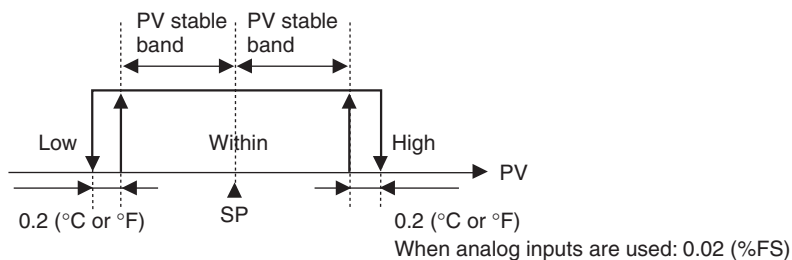 PV stable
band
PV stable
band
Low
Within
High
PV
0.2 (°C or °F)
SP
0.2 (°C or °F)
When analog inputs are used: 0.02 (%FS)